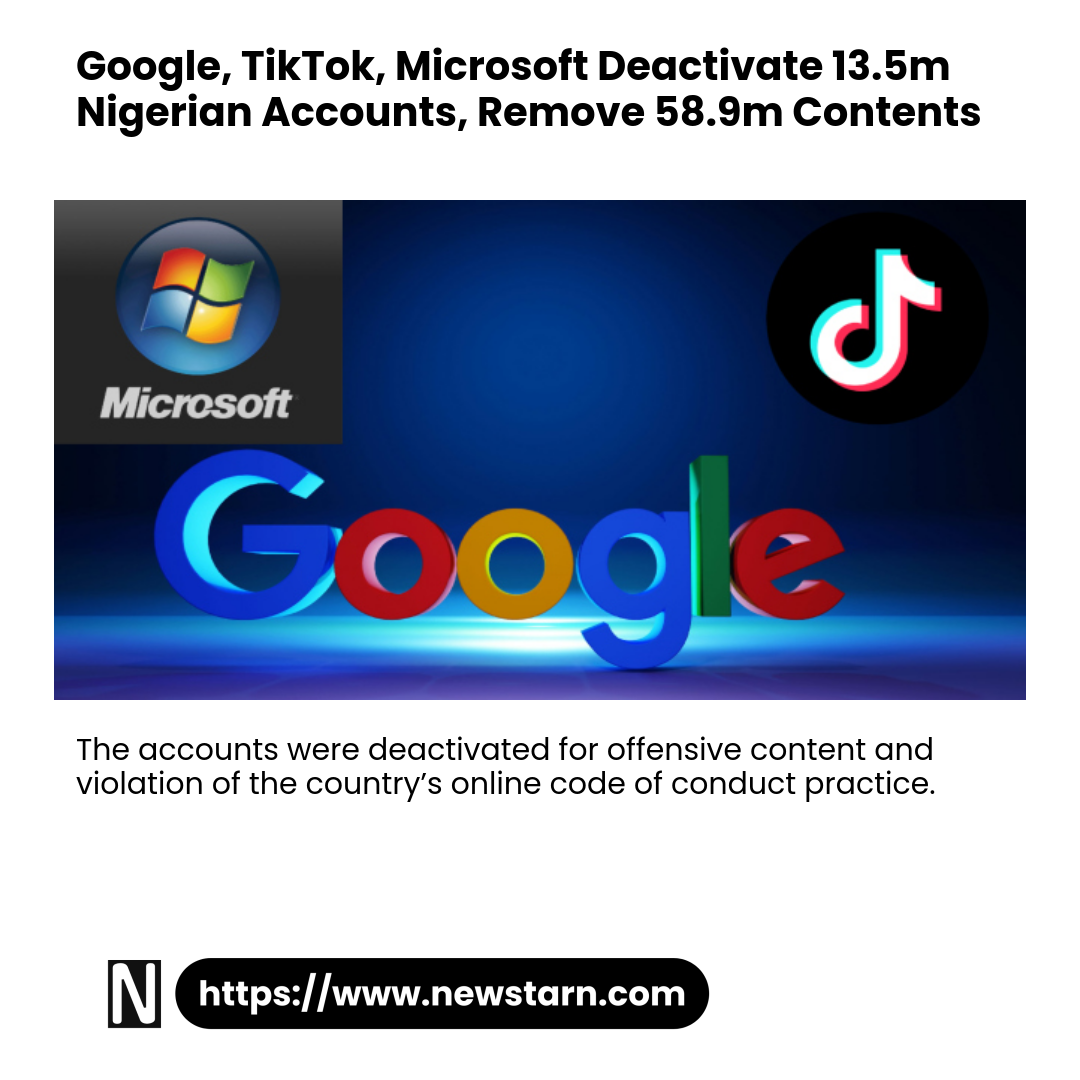 Google, TikTok, Microsoft Deactivate 13.5m
Nigerian Accounts, Remove 58.9m Contents
Microsoft
Google
The accounts were deactivated for offensive content and
violation of the country’s online code of conduct practice.
N
https://www.newstarn.com